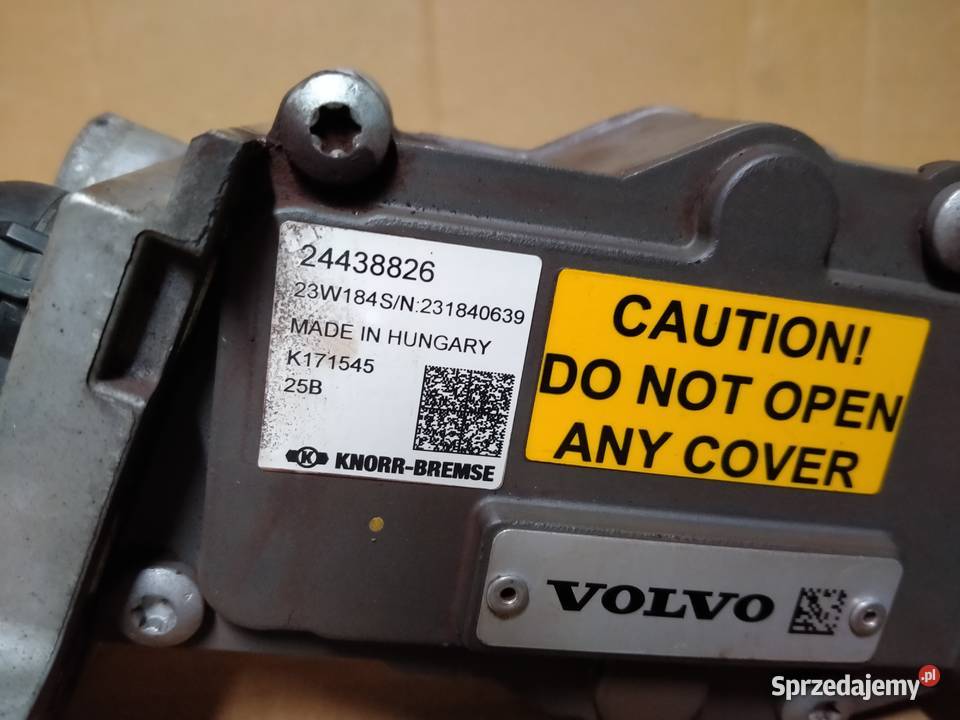 24438826
23W184S/N:231840639
MADE IN HUNGARY
K171545
25B
K KNORR-BREMSE
CAUTION!
DO NOT OPEN
ANY COVER
VOLVO
Sprzedajemy.pl